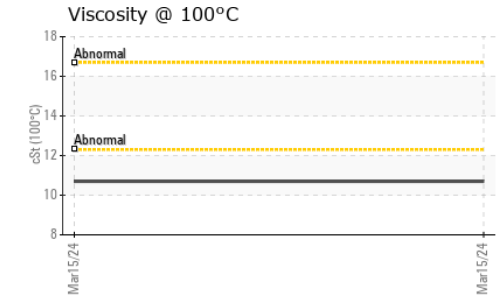 Viscosity @ 100°C
18
Abnormal
16
14
Abnormal
12
10
8
cSt (100°C)
Mar15/24
Mar15/24